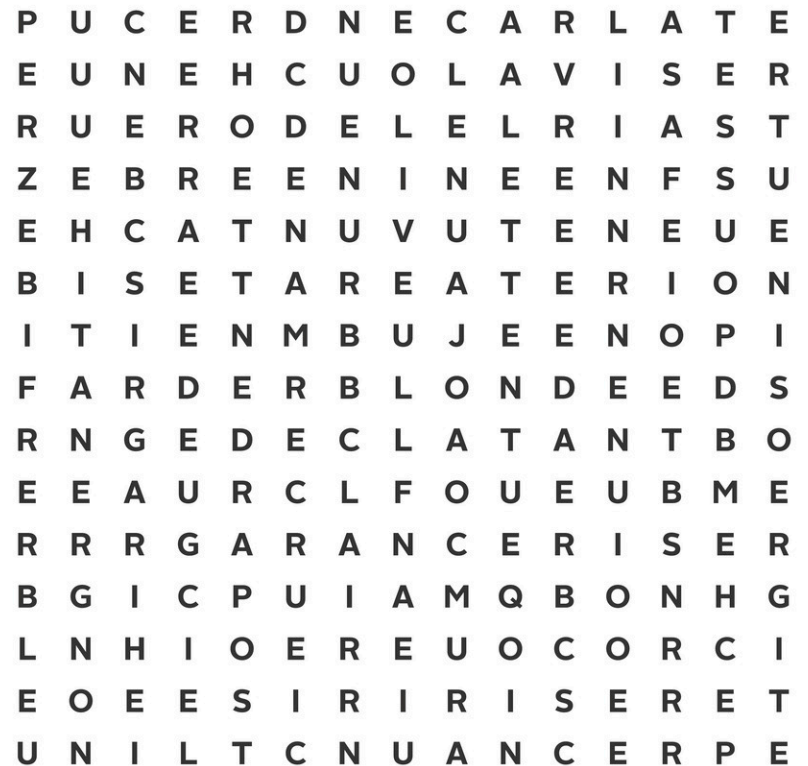 P U C E R D N E C A R L A T E
E U N E H C U O L A V I S E R
R U E R O D E L E L R I A S T
Z E B R E E N I N E E N F S U
E H C A T N U V U T E N E U E
B I S E T A R E A T E R I O N
I T I E N M B U J E E N O P I
F A R D E R B L O N D E E D S
R N G E D E C L A T A N T B O
E E A U R C L F O U E U B M E
R R R G A R A N C E R I S E R
B G I C P U I A M Q B O N H G
L N H I O E R E U O C O R C I
E O E E S I R I R I S E R E T
U N I L T C N U A N C E R P E